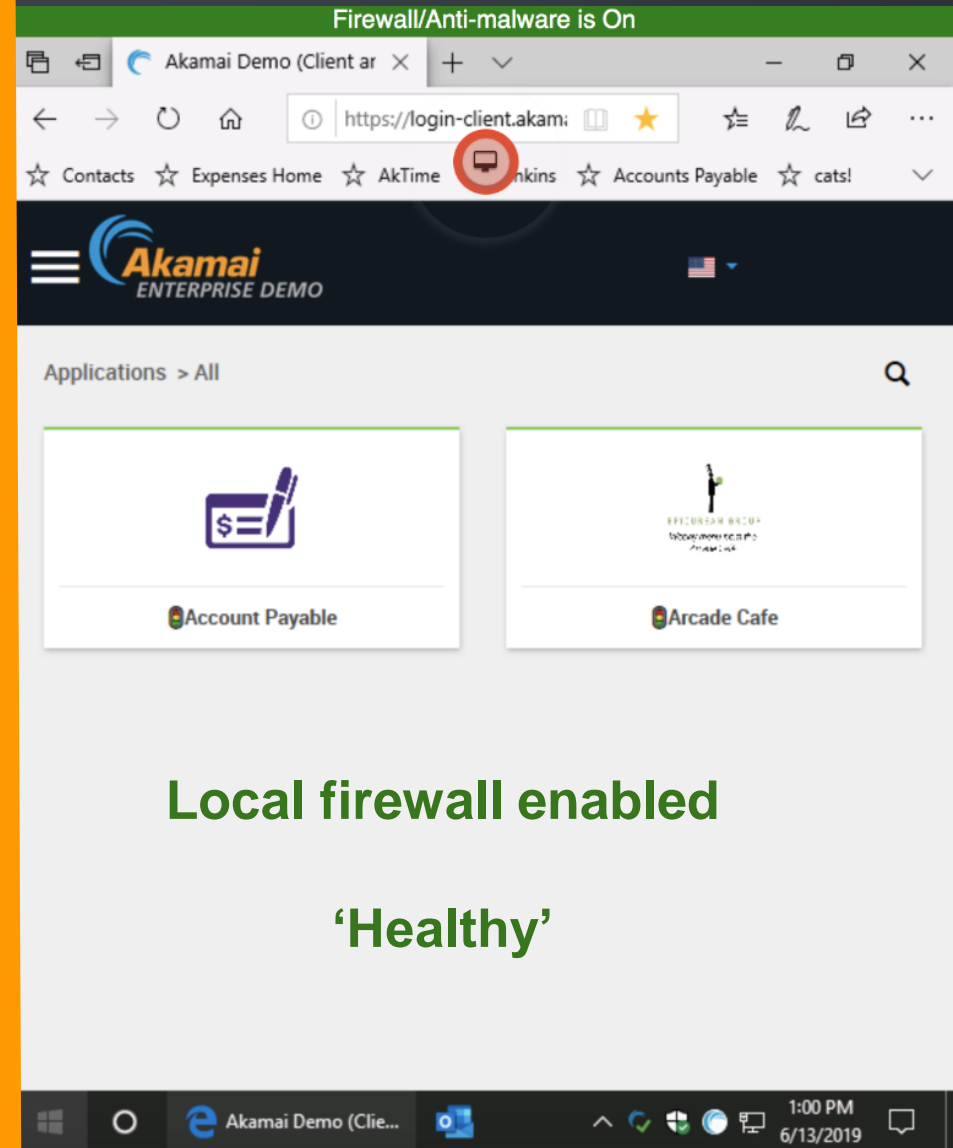 Firewall/Anti-malware is On
Akamai Demo (Client ar
https://login-client.akama
Contacts
Expenses Home
AkTime
Accounts Payable
cats!
Akamai
ENTERPRISE DEMO
Applications > All
$
EPICUREAN GROUP
Account Payable
Arcade Cafe
Local firewall enabled
‘Healthy’
Akamai Demo (Clie...
1:00 PM
6/13/2019